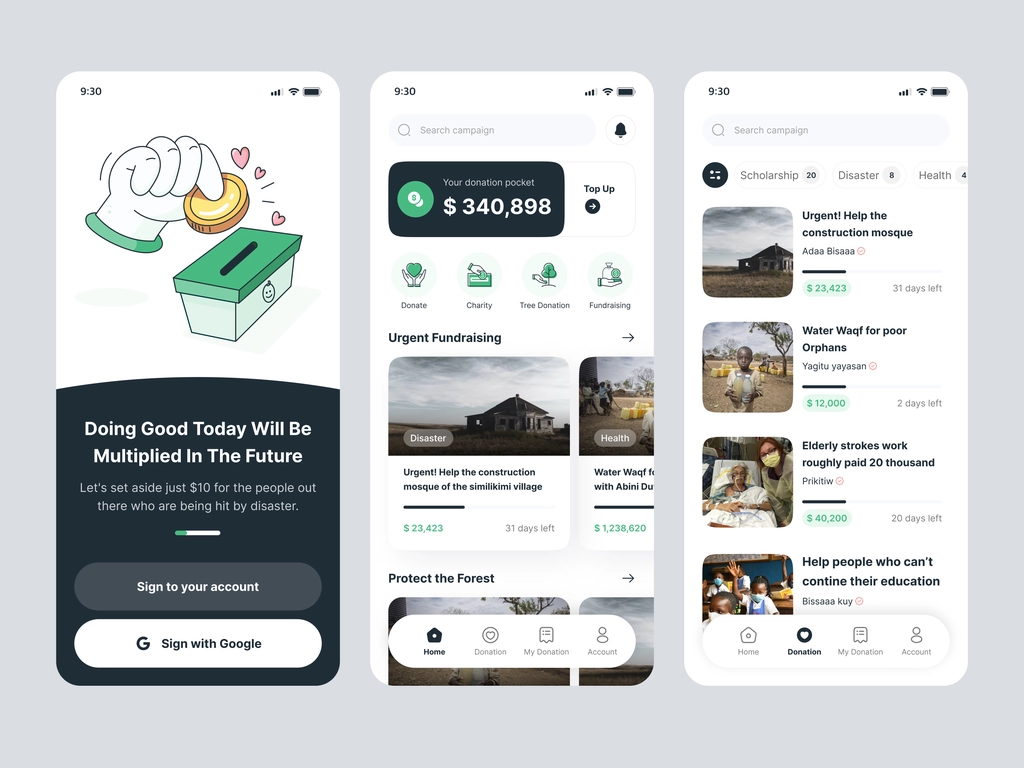 9:30
Doing Good Today Will Be
Multiplied In The Future
Let's set aside just $10 for the people out
there who are being hit by disaster.
Sign to your account
G Sign with Google
9:30
Search campaign
Your donation pocket
$ 340,898
Top Up
Donate
Charity
Tree Donation
Fundraising
Urgent Fundraising
Disaster
Health
Urgent! Help the construction
mosque of the similikimi village
$ 23,423
31 days left
Water Waqf fo
with Abini Du
$ 1,238,620
Protect the Forest
Home
Donation
My Donation
Account
9:30
Search campaign
Scholarship 20
Disaster 8
Health 4
Urgent! Help the
construction mosque
Adaa Bisaaa
$ 23,423
31 days left
Water Waqf for poor
Orphans
Yagitu yayasan
$ 12,000
2 days left
Elderly strokes work
roughly paid 20 thousand
Prikitiw
$ 40,200
20 days left
Help people who can't
contine their education
Bissaaa kuy
Home
Donation
My Donation
Account